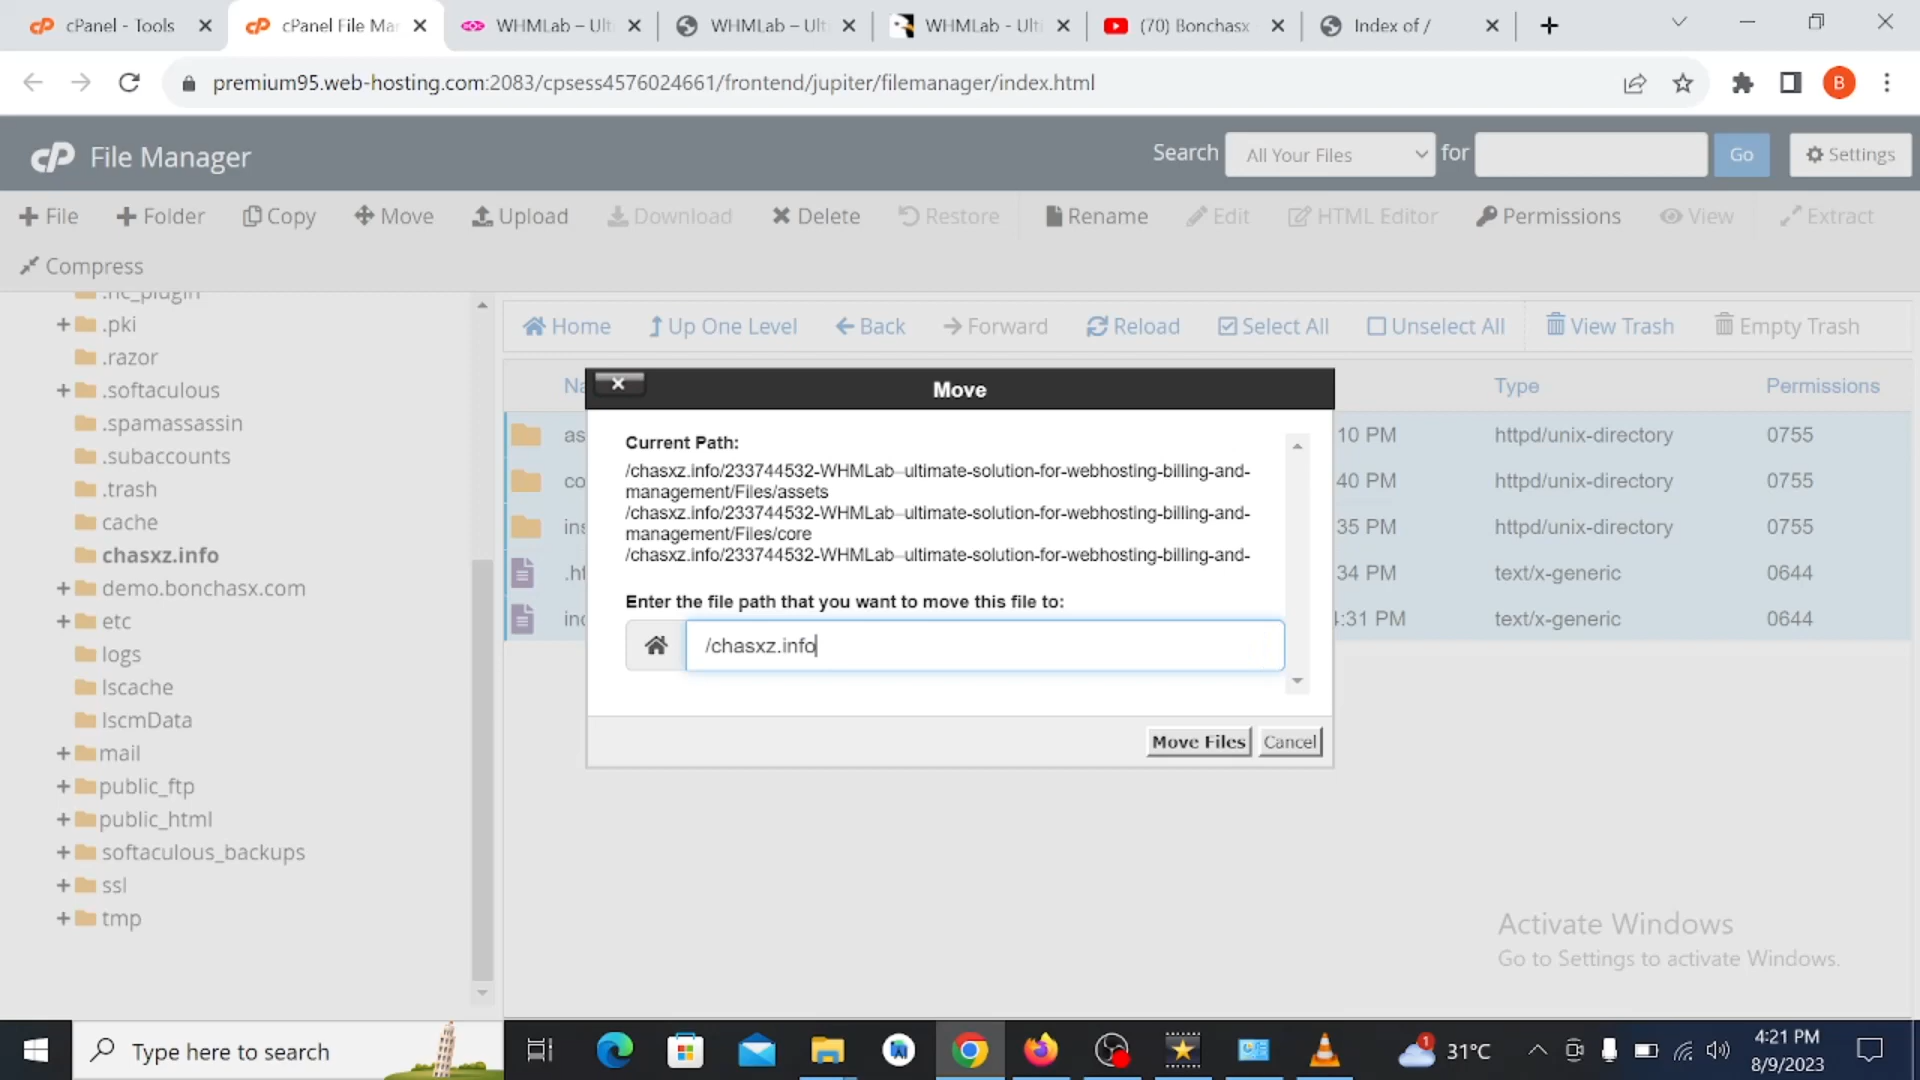 cPanel - Tools
cPanel File Mar
WHMLab – Ult
WHMLab – Ult
WHMLab - Ulti
(70) Bonchasx
Index of /
premium95.web-hosting.com:2083/cpsess4576024661/frontend/jupiter/filemanager/index.html
B
cP File Manager
Search All Your Files for Go Settings
File Folder Copy Move Upload Download Delete Restore Rename Edit HTML Editor Permissions View Extract
Compress
.pki
.razor
.softaculous
.spamassassin
.subaccounts
.trash
cache
chasxz.info
demo.bonchasx.com
etc
logs
lscache
lscmData
mail
public_ftp
public_html
softaculous_backups
ssl
tmp
Home Up One Level Back Forward Reload Select All Unselect All View Trash Empty Trash
Na Type Permissions
as 10 PM httpd/unix-directory 0755
co 40 PM httpd/unix-directory 0755
ins 35 PM httpd/unix-directory 0755
.ht 34 PM text/x-generic 0644
inc :31 PM text/x-generic 0644
Move
Current Path:
/chasxz.info/233744532-WHMLab–ultimate-solution-for-webhosting-billing-and-
management/Files/assets
/chasxz.info/233744532-WHMLab–ultimate-solution-for-webhosting-billing-and-
management/Files/core
/chasxz.info/233744532-WHMLab–ultimate-solution-for-webhosting-billing-and-
Enter the file path that you want to move this file to:
/chasxz.info
Move Files Cancel
Activate Windows
Go to Settings to activate Windows.
Type here to search
1
31°C
4:21 PM
8/9/2023